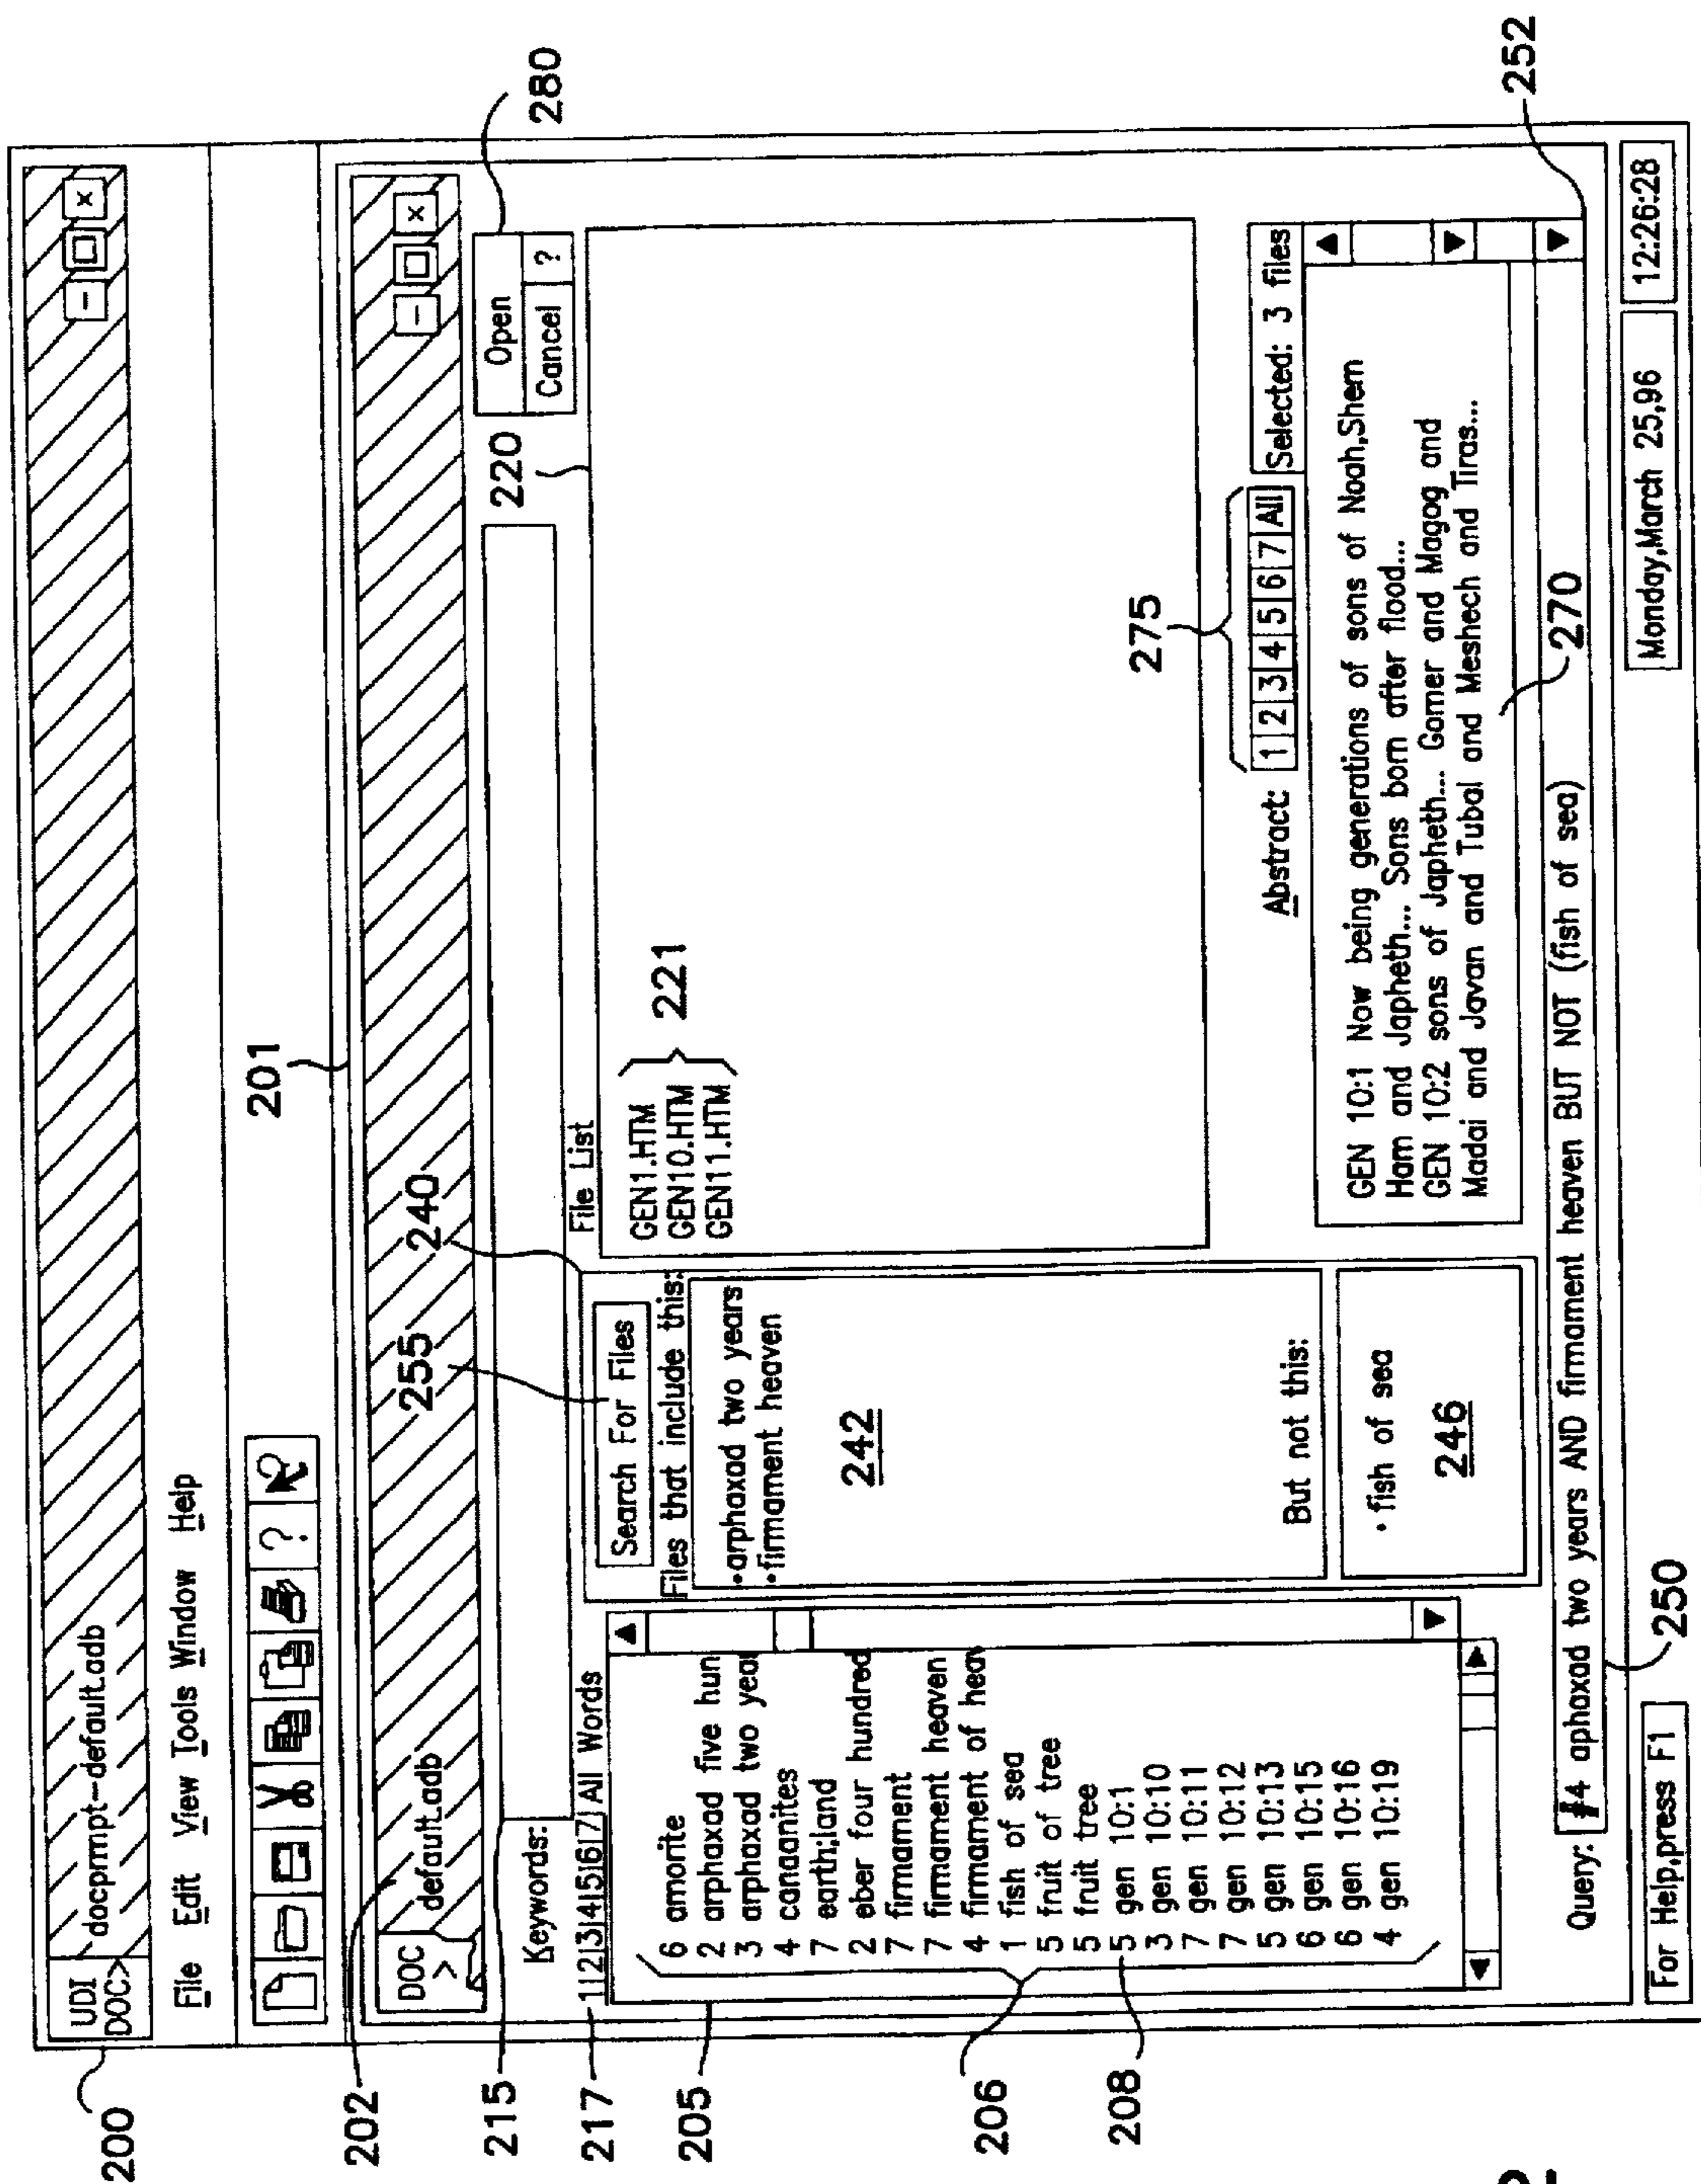 200
UDI
DOC>
docprmpt-default.adb
File Edit View Tools Window Help
?
201
202
DOC
>
default.adb
255
240
280
215
Keywords:
220
Open
Cancel ?
217
1|2|3|4|5|6|7|All Words
205
6 amorite
2 arphaxad five hun
3 arphaxad two year
4 canaanites
7 earth;land
2 eber four hundred
7 firmament
7 firmament heaven
4 firmament of heav
1 fish of sea
5 fruit of tree
5 fruit tree
5 gen 10:1
3 gen 10:10
7 gen 10:11
7 gen 10:12
5 gen 10:13
6 gen 10:15
6 gen 10:16
4 gen 10:19
206
208
Search For Files
Files that include this:
•arphaxad two years
•firmament heaven
242
But not this:
• fish of sea
246
File List
GEN1.HTM
GEN10.HTM
GEN11.HTM
221
275
Abstract: 1 2 3 4 5 6 7 All Selected: 3 files
GEN 10:1 Now being generations of sons of Noah,Shem
Ham and Japheth... Sons born after flood...
GEN 10:2 sons of Japheth... Gomer and Magog and
Madai and Javan and Tubal and Meshech and Tiras...
270
252
Query: #4 aphaxad two years AND firmament heaven BUT NOT (fish of sea)
250
For Help,press F1
Monday,March 25,96
12:26:28